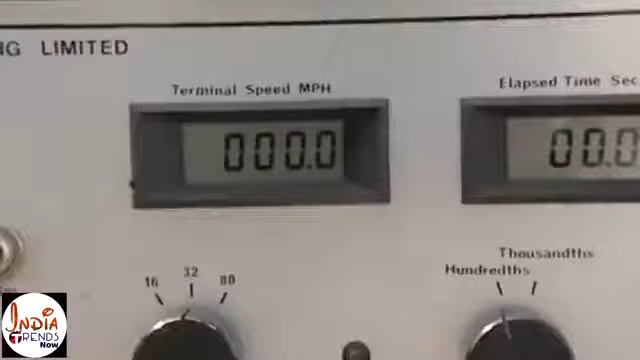 NG LIMITED
Terminal Speed MPH
Elapsed Time Sec
000.0
00.0
16 32 80
Thousandths
Hundredths
INDIA
TRENDS
Now